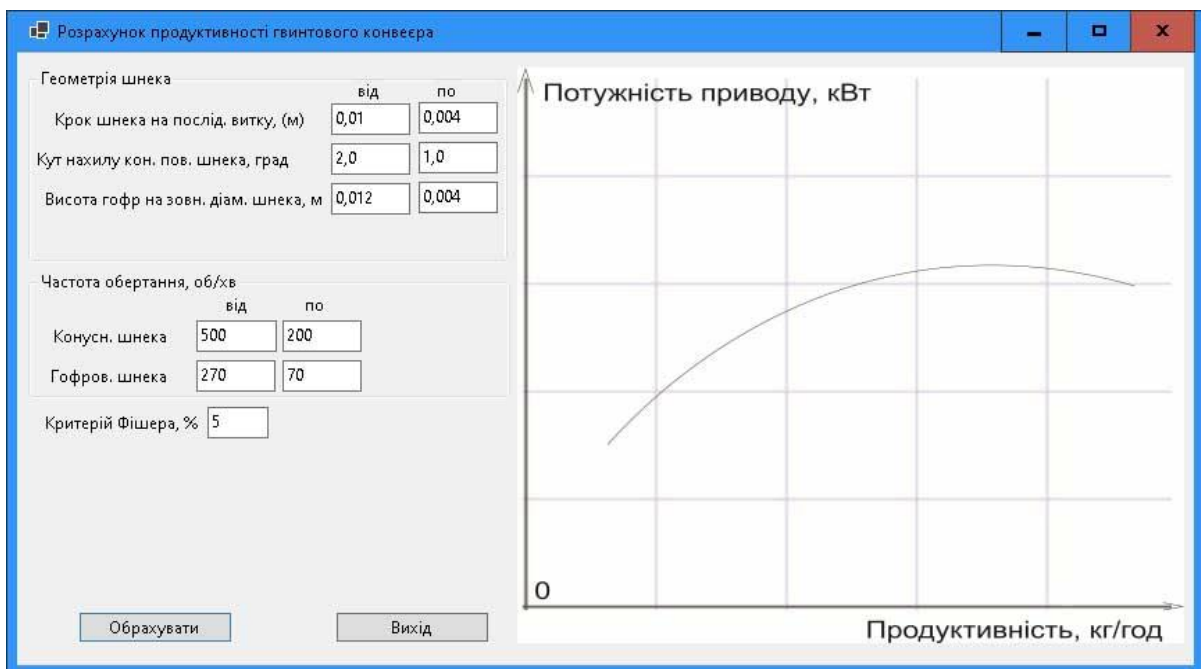 Розрахунок продуктивності гвинтового конвеєра
Геометрія шнека
від по
Крок шнека на послід. витку, (м) 0,01 0,004
Кут нахилу кон. пов. шнека, град 2,0 1,0
Висота гофр на зовн. діам. шнека, м 0,012 0,004
Частота обертання, об/хв
від по
Конусн. шнека 500 200
Гофров. шнека 270 70
Критерій Фішера, % 5
Обрахувати Вихід
Потужність приводу, кВт
0
Продуктивність, кг/год